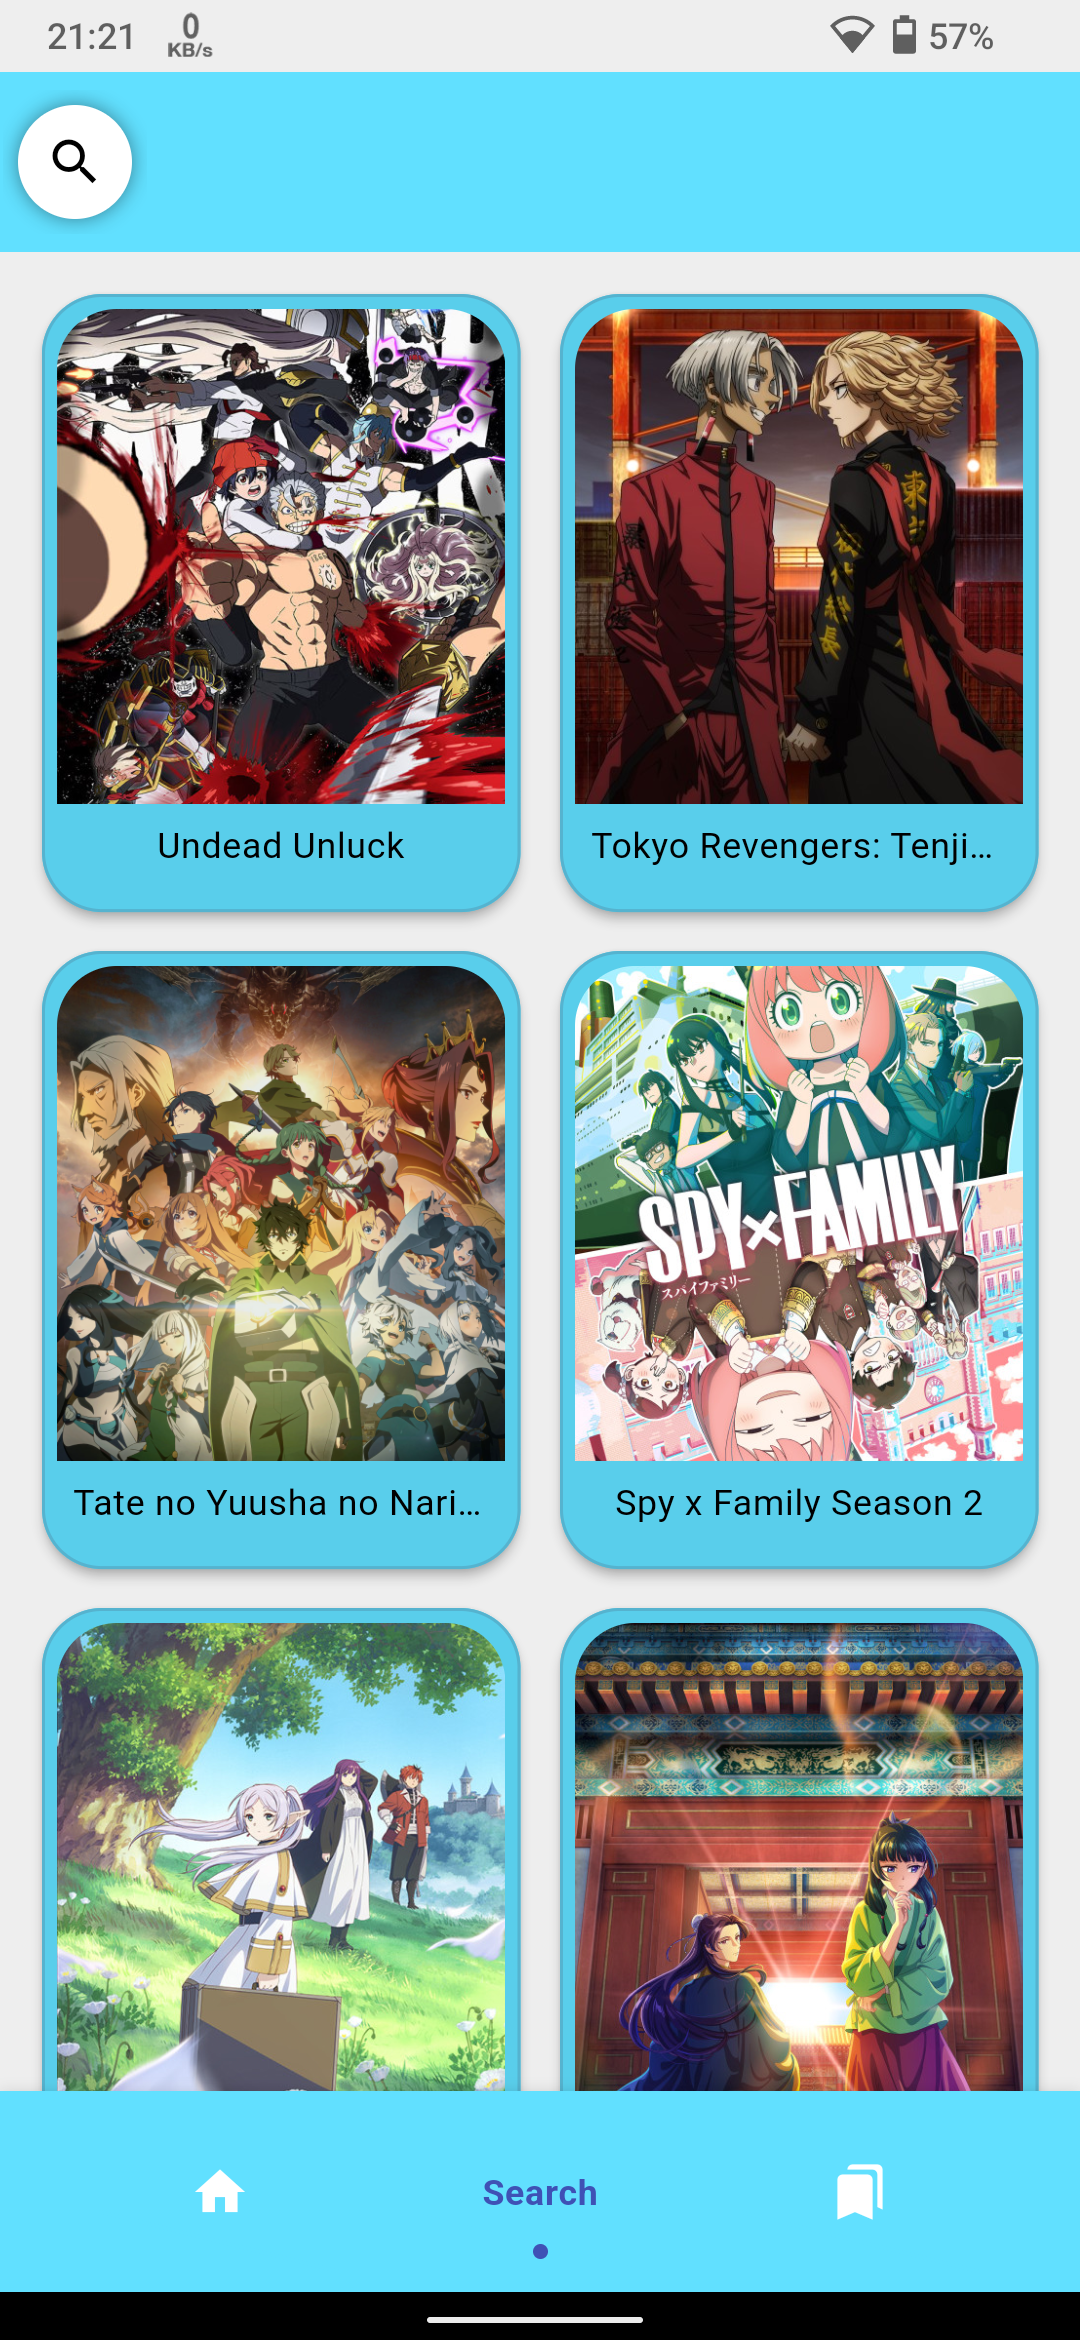 21:21
0
KB/s
57%
Undead Unluck
Tokyo Revengers: Tenji...
SPY×FAMILY
スパイファミリー
Tate no Yuusha no Nari...
Spy x Family Season 2
Search